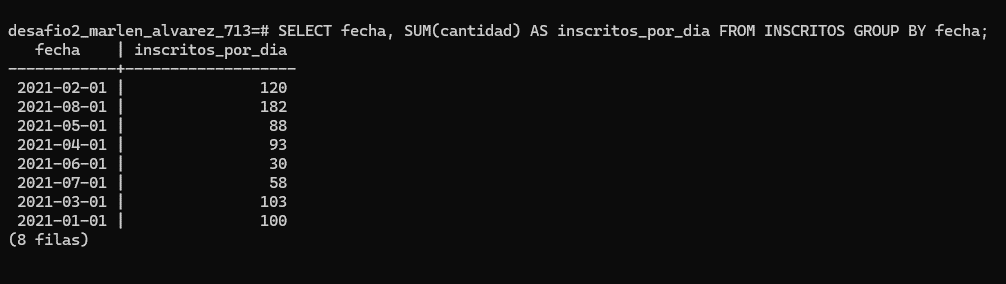 desafio2_marlen_alvarez_713=# SELECT fecha, SUM(cantidad) AS inscritos_por_dia FROM INSCRITOS GROUP BY fecha;
   fecha    | inscritos_por_dia
------------+-------------------
 2021-02-01 |               120
 2021-08-01 |               182
 2021-05-01 |                88
 2021-04-01 |                93
 2021-06-01 |                30
 2021-07-01 |                58
 2021-03-01 |               103
 2021-01-01 |               100
(8 filas)